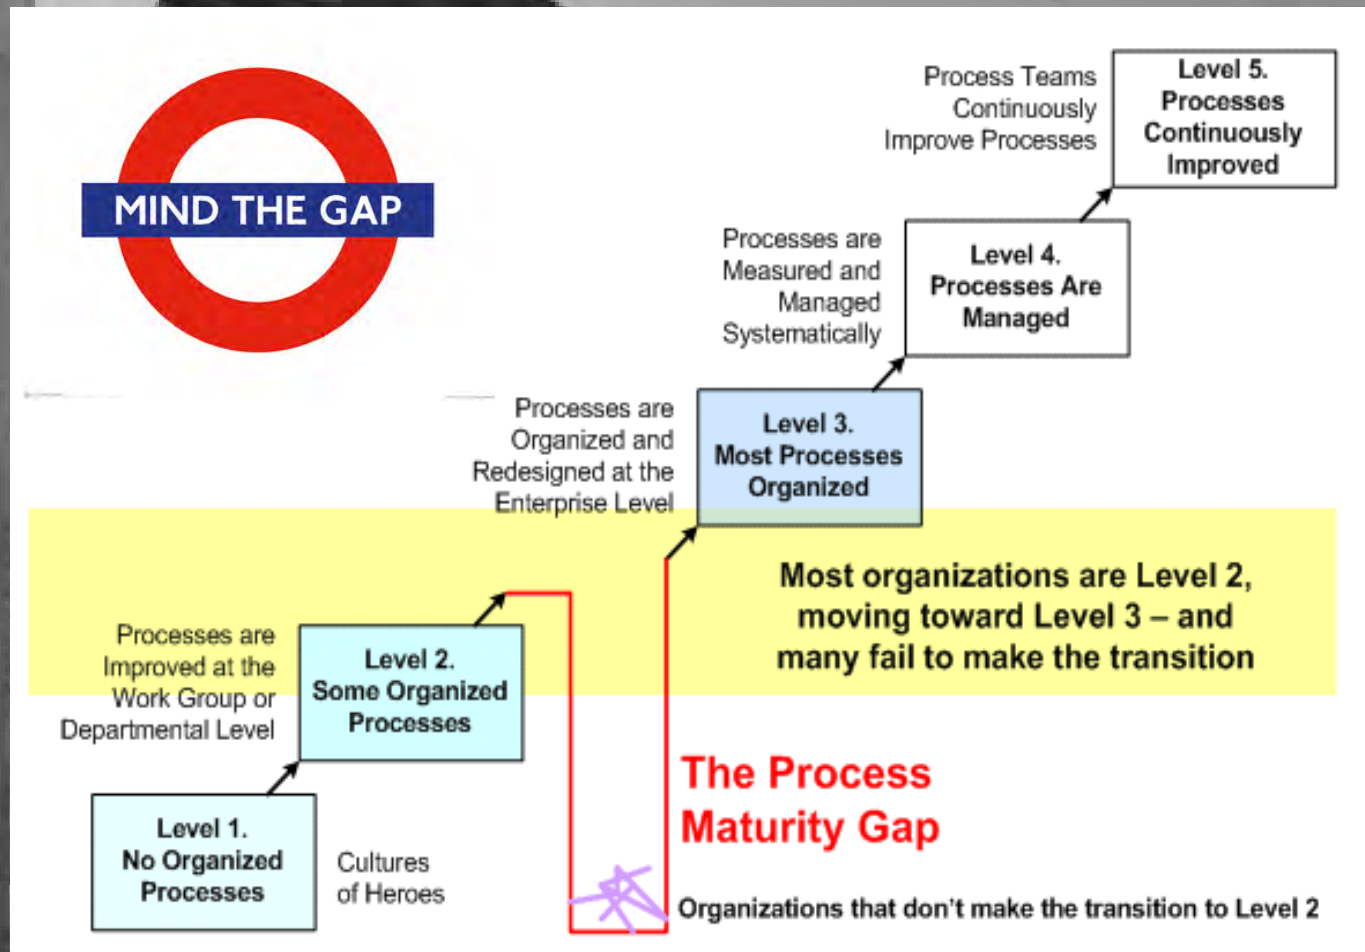 MIND THE GAP
Process Teams
Continuously
Improve Processes
Level 5.
Processes
Continuously
Improved
Processes are
Measured and
Managed
Systematically
Level 4.
Processes Are
Managed
Processes are
Organized and
Redesigned at the
Enterprise Level
Level 3.
Most Processes
Organized
Most organizations are Level 2,
moving toward Level 3 – and
many fail to make the transition
Processes are
Improved at the
Work Group or
Departmental Level
Level 2.
Some Organized
Processes
The Process
Maturity Gap
Level 1.
No Organized
Processes
Cultures
of Heroes
Organizations that don't make the transition to Level 2